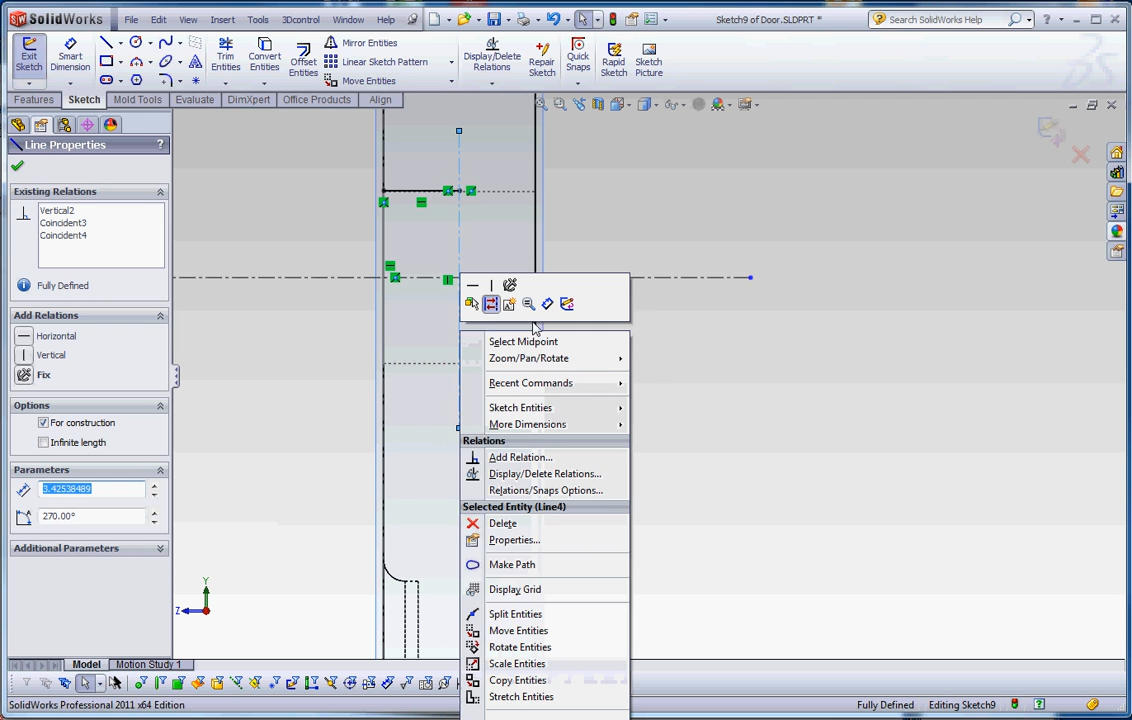 SolidWorks File Edit View Insert Tools 3Dcontrol Window Help Sketch9 of Door.SLDPRT * Search SolidWorks Help
Exit Sketch
Smart Dimension
Trim Entities
Convert Entities
Offset Entities
Mirror Entities
Linear Sketch Pattern
Move Entities
Display/Delete Relations
Repair Sketch
Quick Snaps
Rapid Sketch
Sketch Picture
Features Sketch Mold Tools Evaluate DimXpert Office Products Align
Line Properties ?
Existing Relations
Vertical2
Coincident3
Coincident4
Fully Defined
Add Relations
Horizontal
Vertical
Fix
Options
For construction
Infinite length
Parameters
3.42538489
270.00°
Additional Parameters
Y
Z
Select Midpoint
Zoom/Pan/Rotate
Recent Commands
Sketch Entities
More Dimensions
Relations
Add Relation...
Display/Delete Relations...
Relations/Snaps Options...
Selected Entity (Line4)
Delete
Properties...
Make Path
Display Grid
Split Entities
Move Entities
Rotate Entities
Scale Entities
Copy Entities
Stretch Entities
Model Motion Study 1
SolidWorks Professional 2011 x64 Edition Fully Defined Editing Sketch9